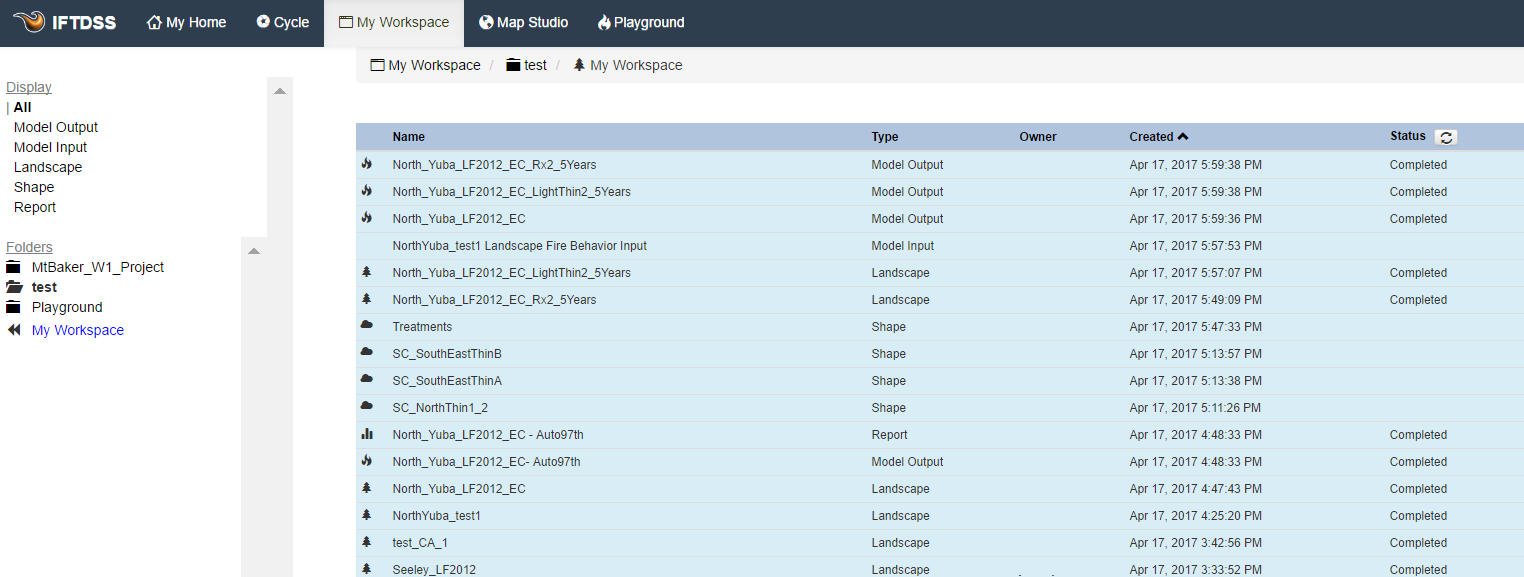 IFTDSS My Home Cycle My Workspace Map Studio Playground
My Workspace / test / My Workspace
Display
| All
Model Output
Model Input
Landscape
Shape
Report
Folders
MtBaker_W1_Project
test
Playground
My Workspace
Name Type Owner Created Status
North_Yuba_LF2012_EC_Rx2_5Years Model Output Apr 17, 2017 5:59:38 PM Completed
North_Yuba_LF2012_EC_LightThin2_5Years Model Output Apr 17, 2017 5:59:38 PM Completed
North_Yuba_LF2012_EC Model Output Apr 17, 2017 5:59:36 PM Completed
NorthYuba_test1 Landscape Fire Behavior Input Model Input Apr 17, 2017 5:57:53 PM
North_Yuba_LF2012_EC_LightThin2_5Years Landscape Apr 17, 2017 5:57:07 PM Completed
North_Yuba_LF2012_EC_Rx2_5Years Landscape Apr 17, 2017 5:49:09 PM Completed
Treatments Shape Apr 17, 2017 5:47:33 PM
SC_SouthEastThinB Shape Apr 17, 2017 5:13:57 PM
SC_SouthEastThinA Shape Apr 17, 2017 5:13:38 PM
SC_NorthThin1_2 Shape Apr 17, 2017 5:11:26 PM
North_Yuba_LF2012_EC - Auto97th Report Apr 17, 2017 4:48:33 PM Completed
North_Yuba_LF2012_EC- Auto97th Model Output Apr 17, 2017 4:48:33 PM Completed
North_Yuba_LF2012_EC Landscape Apr 17, 2017 4:47:43 PM Completed
NorthYuba_test1 Landscape Apr 17, 2017 4:25:20 PM Completed
test_CA_1 Landscape Apr 17, 2017 3:42:56 PM Completed
Seeley_LF2012 Landscape Apr 17, 2017 3:33:52 PM Completed